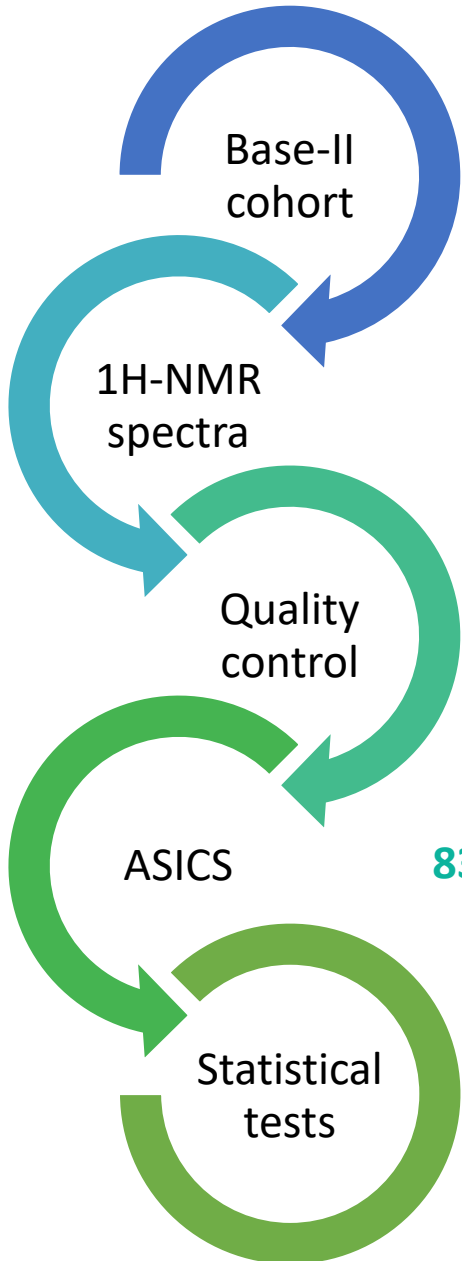 Base-II
cohort
1H-NMR
spectra
Quality
control
ASICS
Statistical
tests